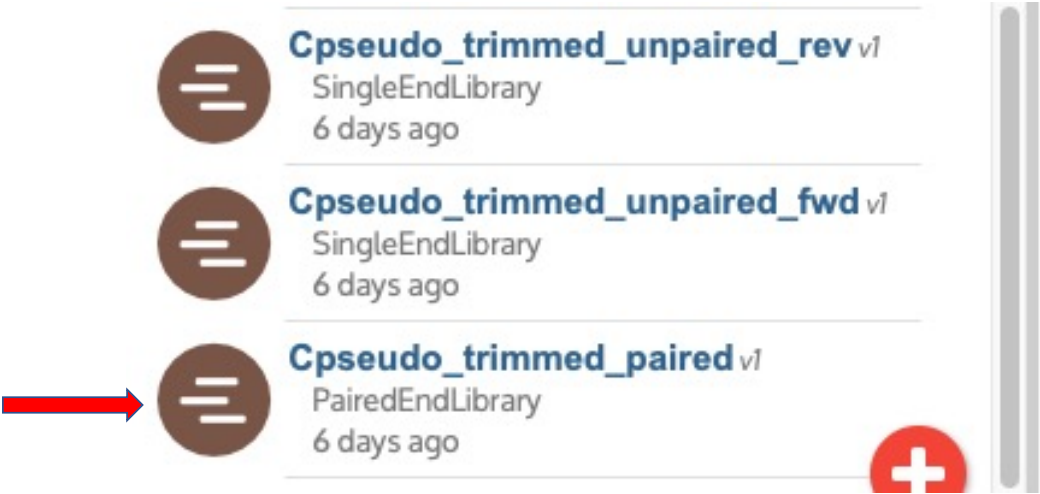 Cpseudo_trimmed_unpaired_rev v1
SingleEndLibrary
6 days ago
Cpseudo_trimmed_unpaired_fwd v1
SingleEndLibrary
6 days ago
Cpseudo_trimmed_paired v1
PairedEndLibrary
6 days ago